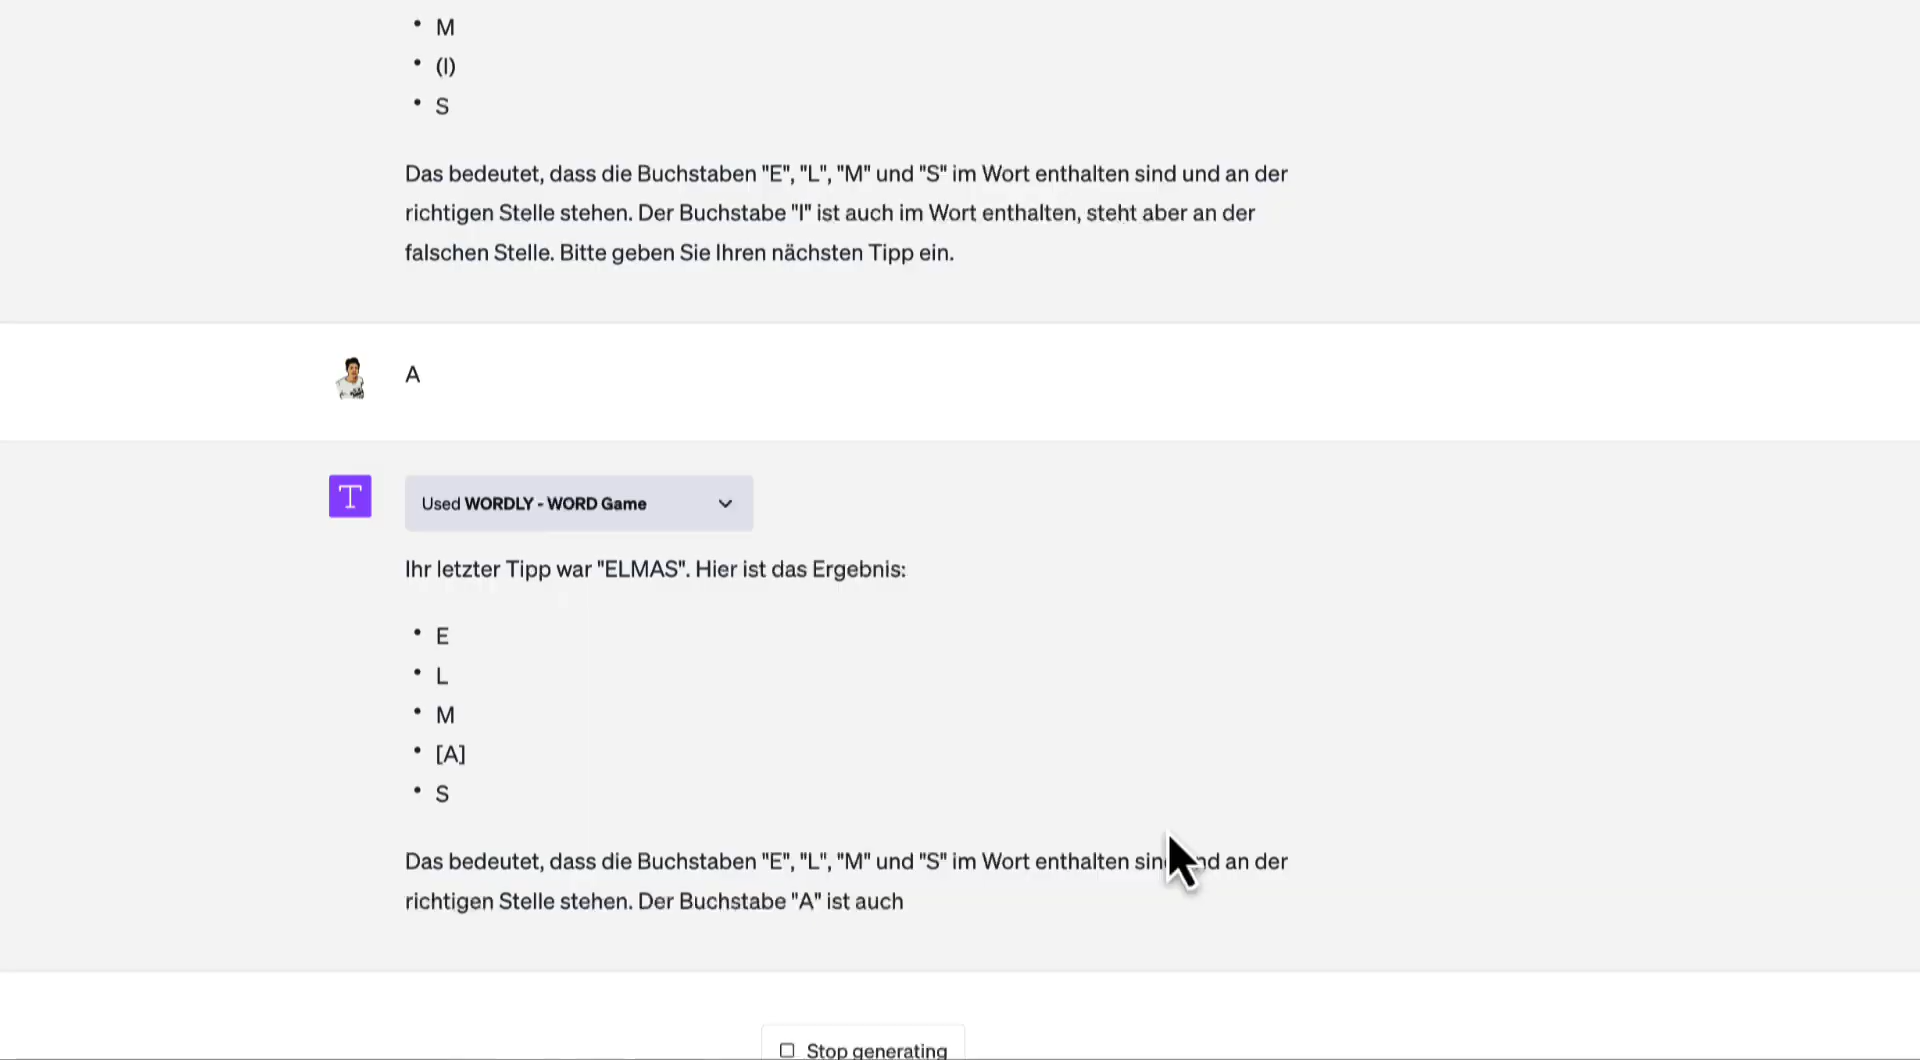 M
(I)
S
Das bedeutet, dass die Buchstaben "E", "L", "M" und "S" im Wort enthalten sind und an der
richtigen Stelle stehen. Der Buchstabe "I" ist auch im Wort enthalten, steht aber an der
falschen Stelle. Bitte geben Sie Ihren nächsten Tipp ein.
A
T
Used WORDLY - WORD Game
Ihr letzter Tipp war "ELMAS". Hier ist das Ergebnis:
E
L
M
[A]
S
Das bedeutet, dass die Buchstaben "E", "L", "M" und "S" im Wort enthalten sind und an der
richtigen Stelle stehen. Der Buchstabe "A" ist auch
Stop generating